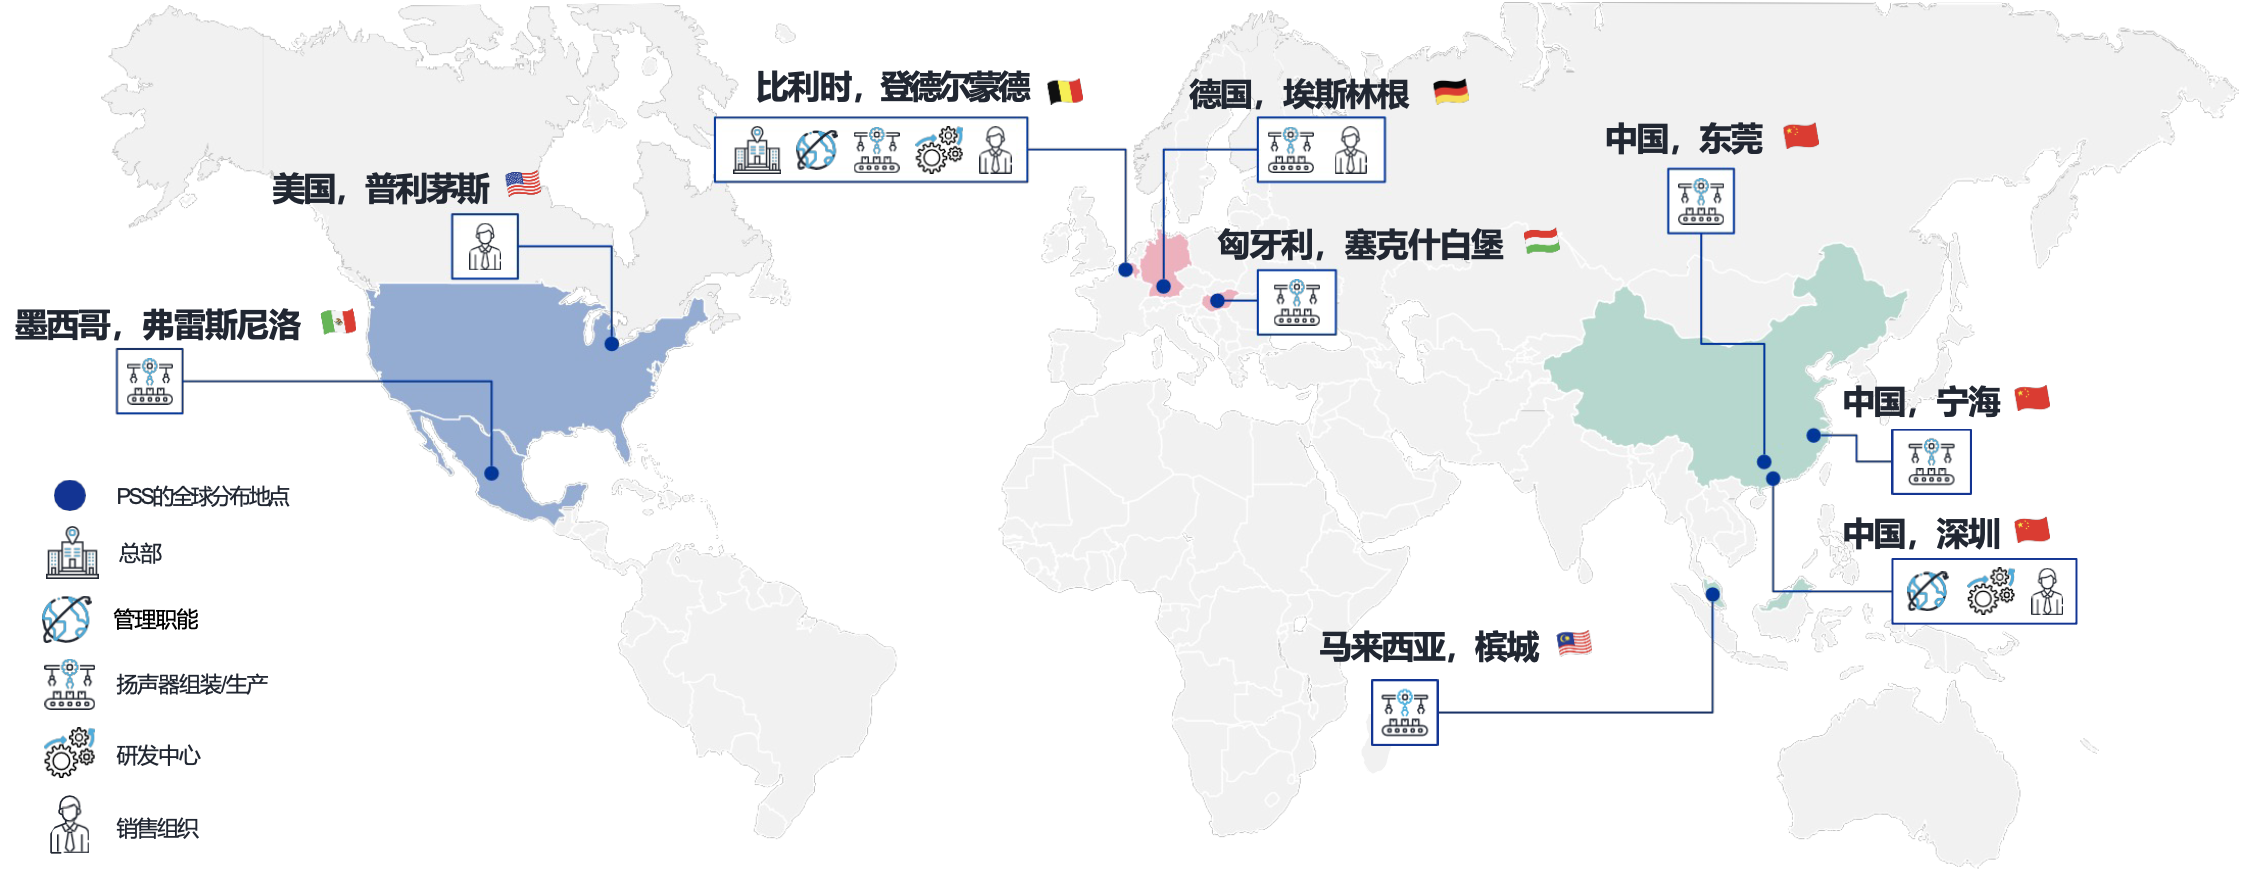 比利时，登德尔蒙德
德国，埃斯林根
中国，东莞
美国，普利茅斯
匈牙利，塞克什白堡
墨西哥，弗雷斯尼洛
中国，宁海
中国，深圳
马来西亚，槟城
PSS的全球分布地点
总部
管理职能
扬声器组装/生产
研发中心
销售组织